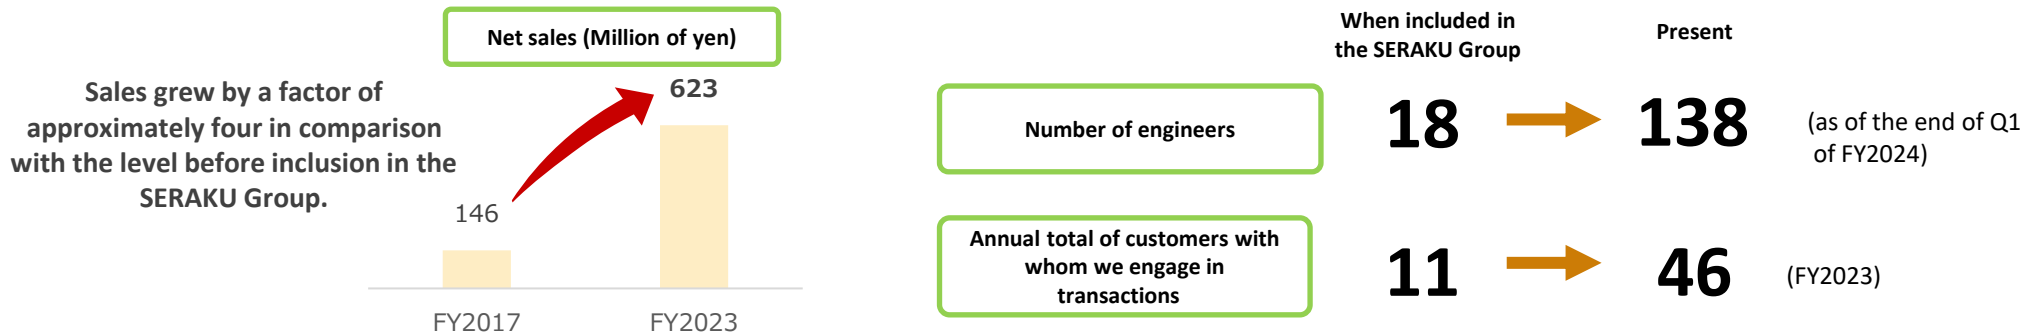 Net sales (Million of yen)
Sales grew by a factor of
approximately four in comparison
with the level before inclusion in the
SERAKU Group.
623
146
FY2017
FY2023
When included in
the SERAKU Group
Present
Number of engineers
18
138
(as of the end of Q1
of FY2024)
Annual total of customers with
whom we engage in
transactions
11
46
(FY2023)